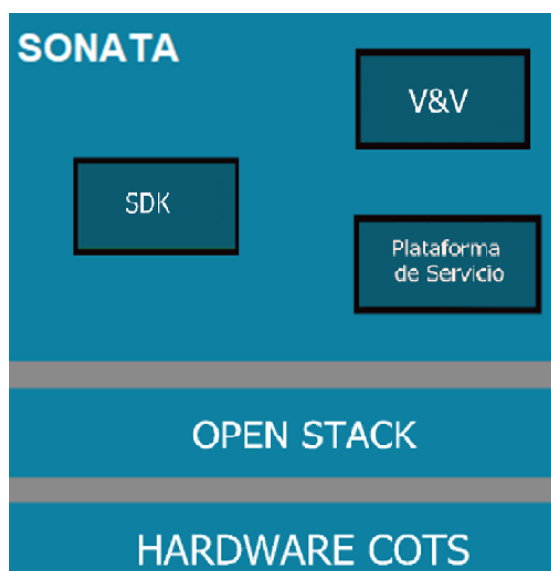 SONATA
V&V
SDK
Plataforma
de Servicio
OPEN STACK
HARDWARE COTS